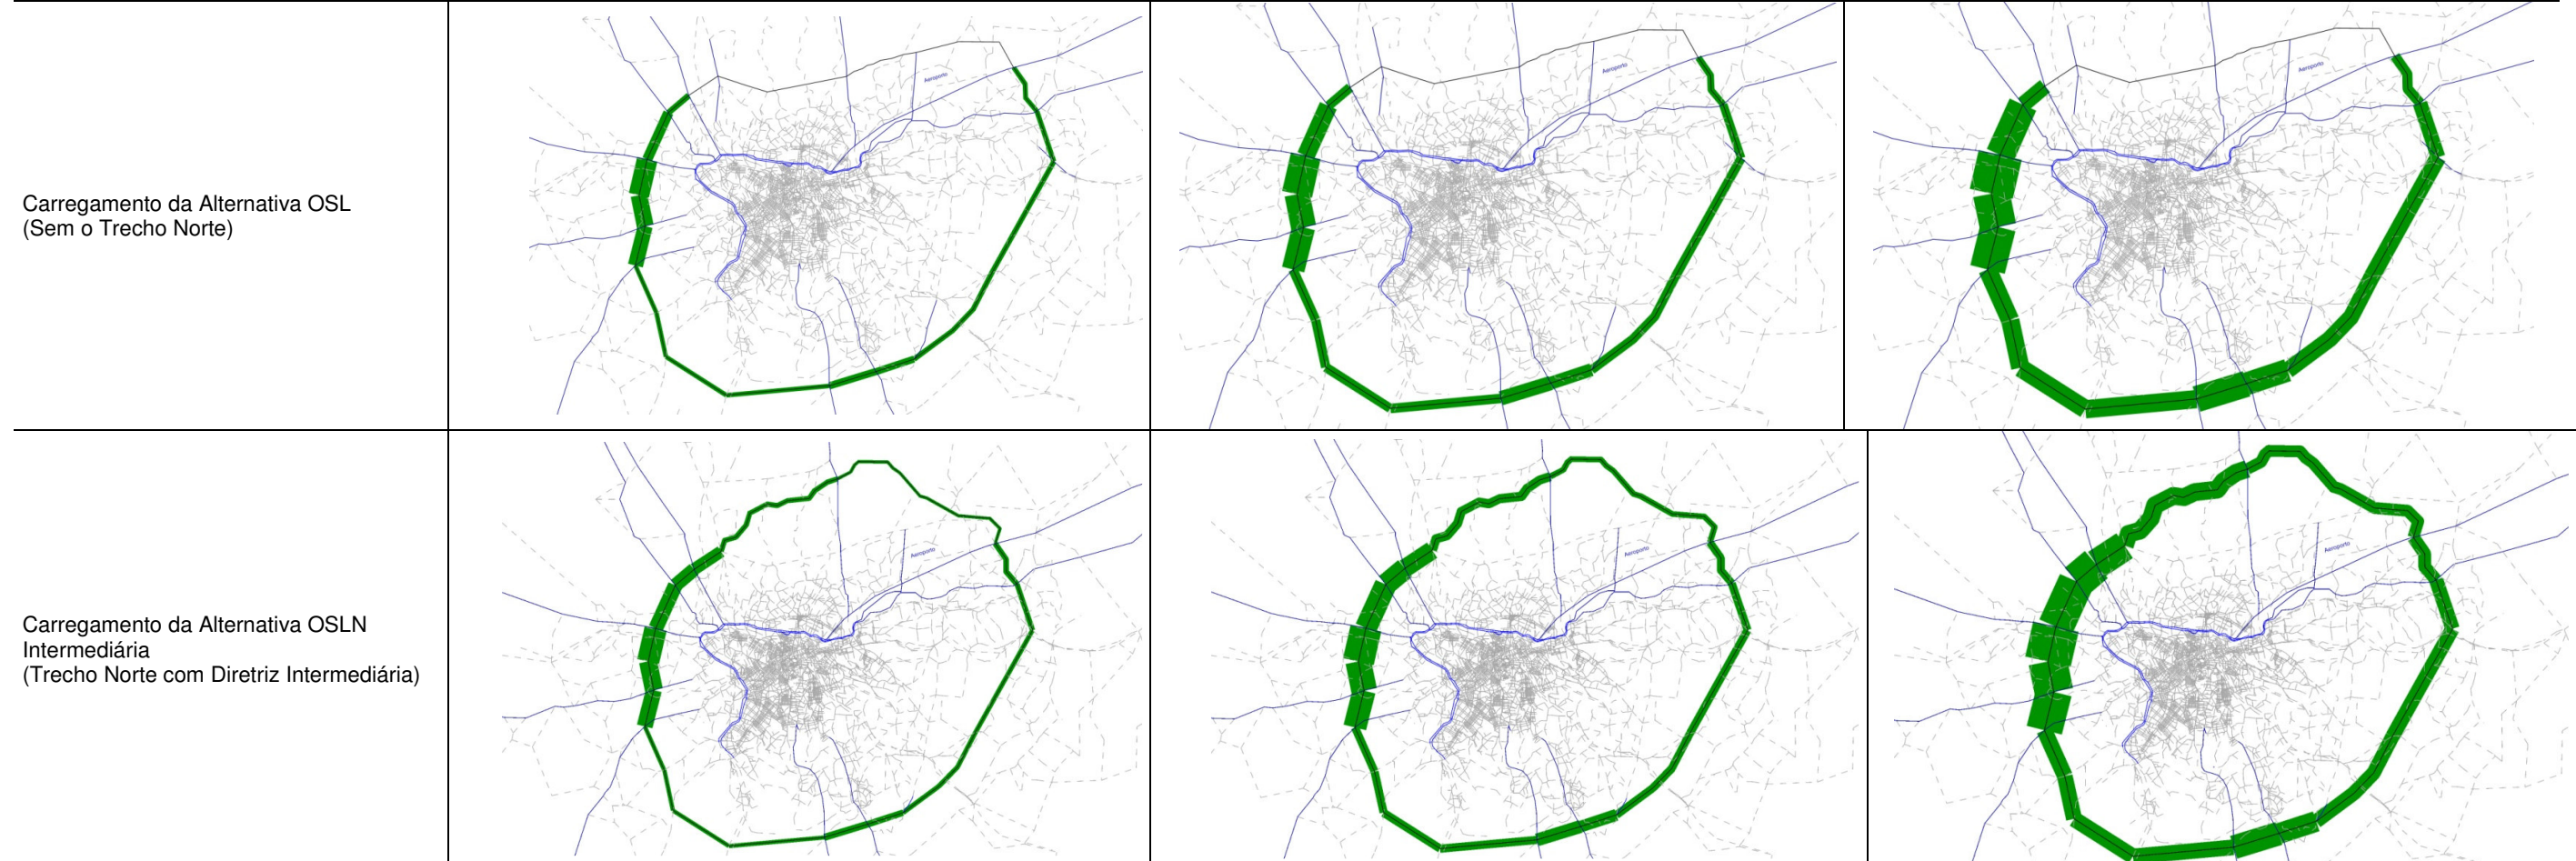 Carregamento da Alternativa OSL
(Sem o Trecho Norte)
Aeroporto
Aeroporto
Aeroporto
Carregamento da Alternativa OSLN
Intermediária
(Trecho Norte com Diretriz Intermediária)
Aeroporto
Aeroporto
Aeroporto